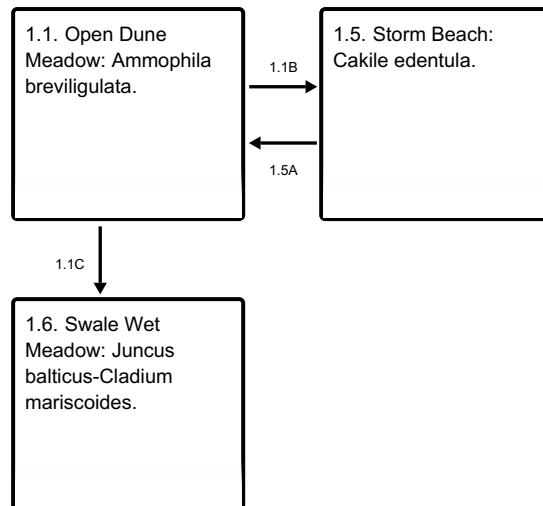 1.1. Open Dune
Meadow: Ammophila
breviligulata.
1.1B
1.5. Storm Beach:
Cakile edentula.
1.5A
1.1C
1.6. Swale Wet
Meadow: Juncus
balticus-Cladium
mariscoides.